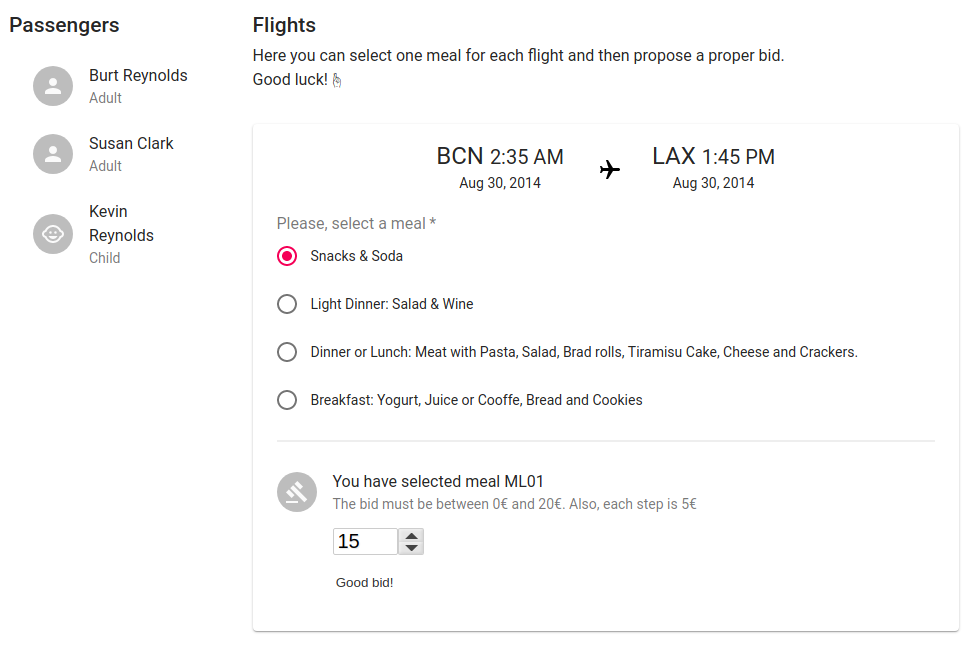 Passengers
Burt Reynolds
Adult
Susan Clark
Adult
Kevin
Reynolds
Child
Flights
Here you can select one meal for each flight and then propose a proper bid.
Good luck! ☝
BCN 2:35 AM
Aug 30, 2014
LAX 1:45 PM
Aug 30, 2014
Please, select a meal *
Snacks & Soda
Light Dinner: Salad & Wine
Dinner or Lunch: Meat with Pasta, Salad, Brad rolls, Tiramisu Cake, Cheese and Crackers.
Breakfast: Yogurt, Juice or Cooffe, Bread and Cookies
You have selected meal ML01
The bid must be between 0€ and 20€. Also, each step is 5€
15
Good bid!